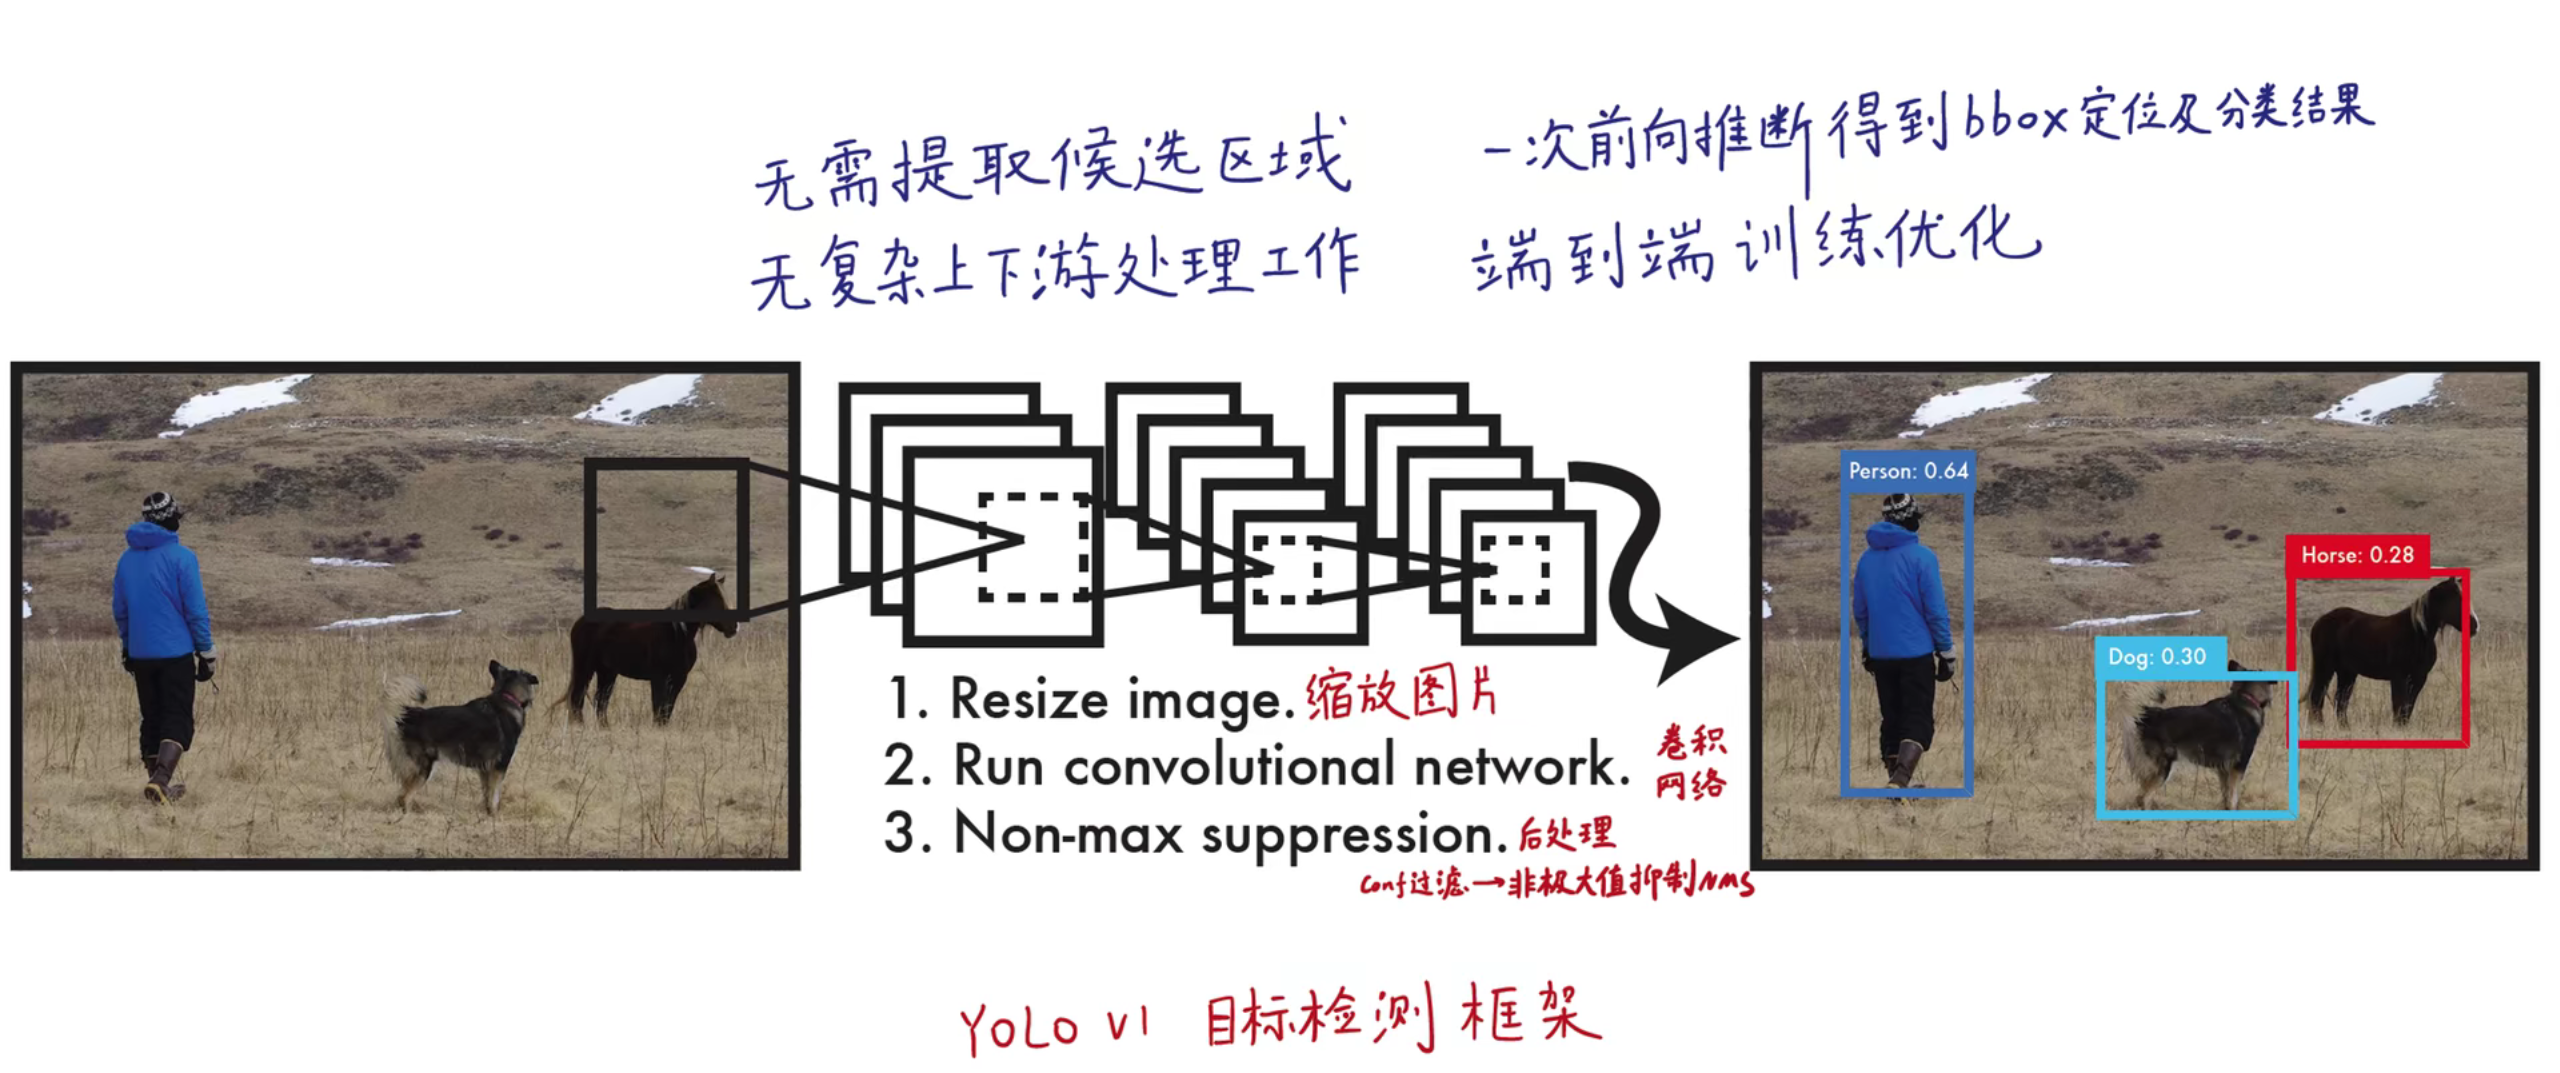 无需提取候选区域
一次前向推断得到bbox定位及分类结果
无复杂上下游处理工作
端到端训练优化
Person: 0.64
Horse: 0.28
Dog: 0.30
1. Resize image. 缩放图片
2. Run convolutional network. 卷积
网络
3. Non-max suppression. 后处理
conf过滤→非极大值抑制NMS
YOLO V1 目标检测框架